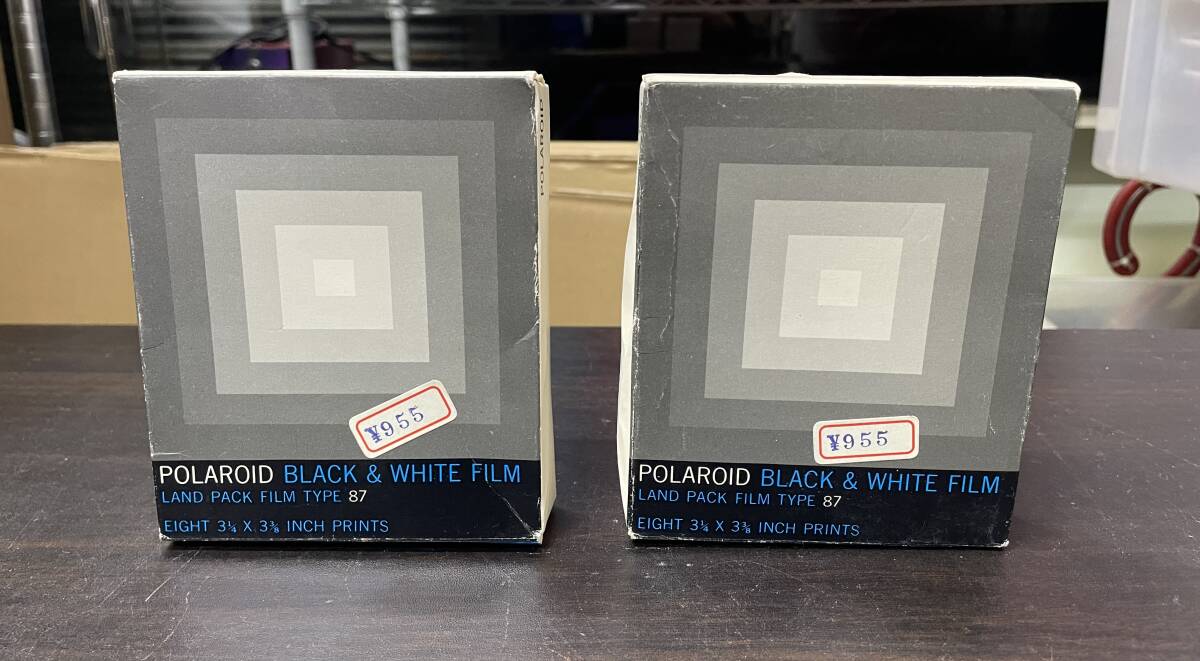 POLAROID
¥955
POLAROID BLACK & WHITE FILM
LAND PACK FILM TYPE 87
EIGHT 3¼ X 3⅜ INCH PRINTS
¥955
POLAROID BLACK & WHITE FILM
LAND PACK FILM TYPE 87
EIGHT 3¼ X 3⅜ INCH PRINTS